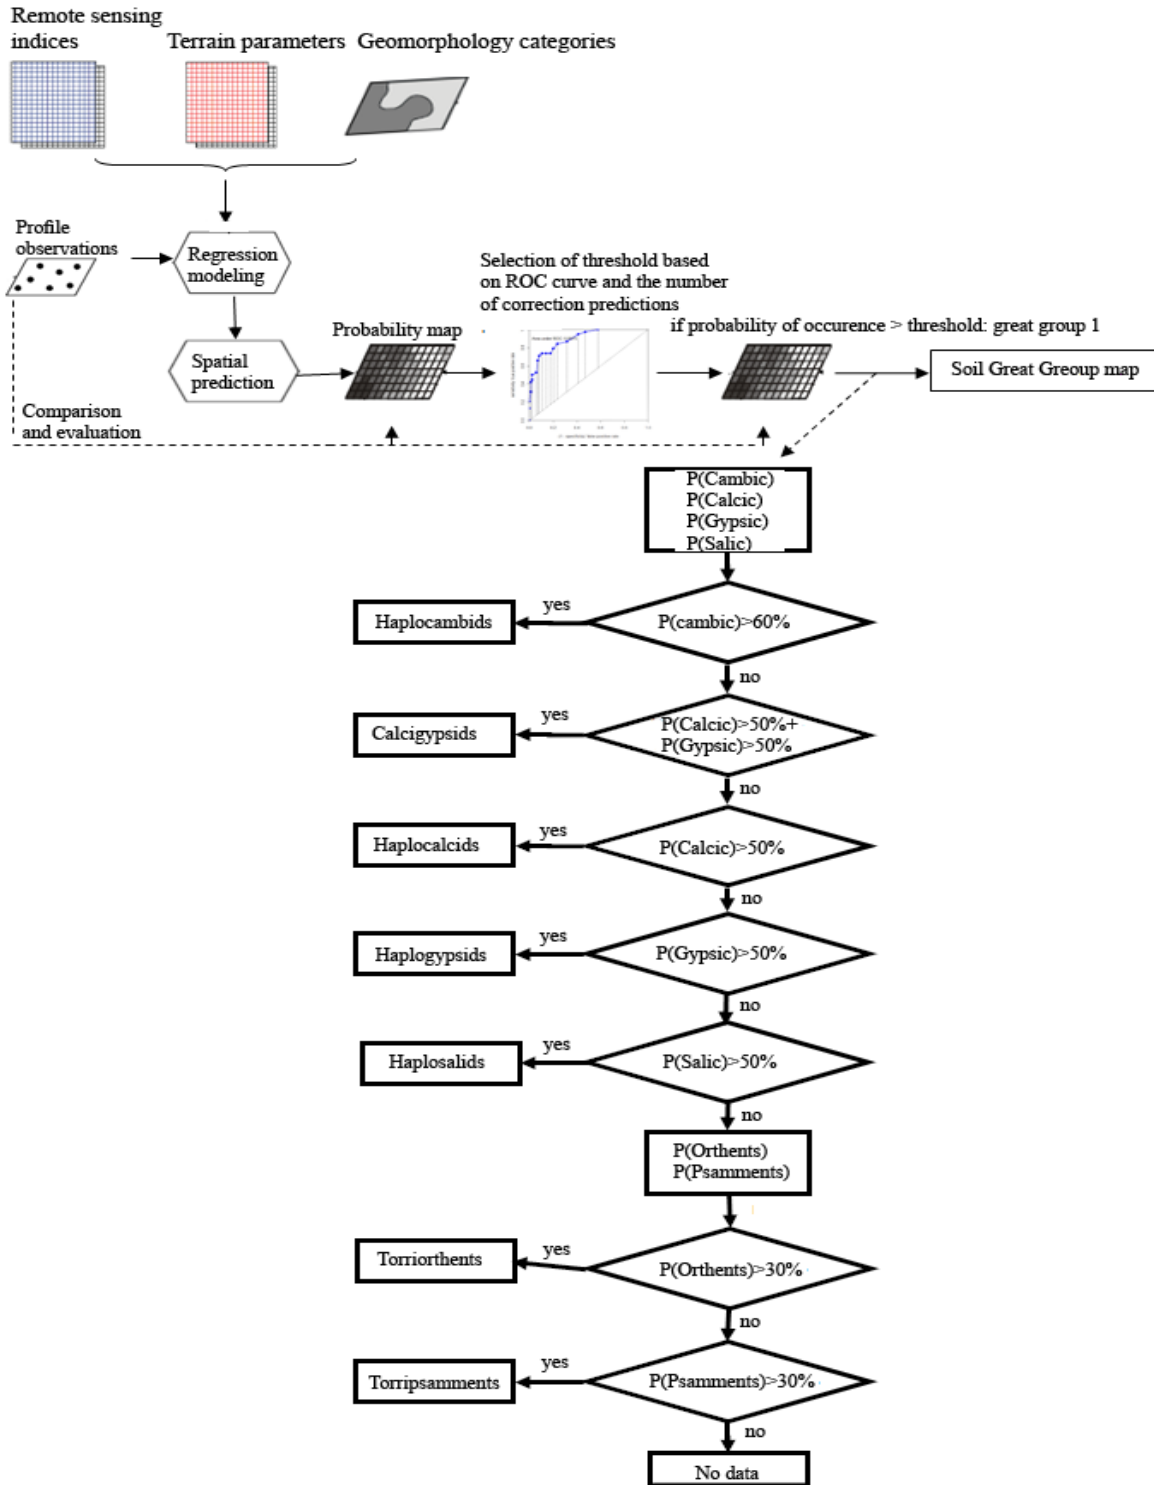 Remote sensing
indices
Terrain parameters
Geomorphology categories
Profile
observations
Regression
modeling
Selection of threshold based
on ROC curve and the number
of correction predictions
if probability of occurence > threshold: great group 1
Probability map
Spatial
prediction
Soil Great Greoup map
Comparison
and evaluation
P(Cambic)
P(Calcic)
P(Gypsic)
P(Salic)
P(cambic)>60%
yes
Haplocambids
no
P(Calcic)>50%+
P(Gypsic)>50%
yes
Calcigypsids
no
P(Calcic)>50%
yes
Haplocalcids
no
P(Gypsic)>50%
yes
Haplogypsids
no
P(Salic)>50%
yes
Haplosalids
no
P(Orthents)
P(Psamments)
P(Orthents)>30%
yes
Torriorthents
no
P(Psamments)>30%
yes
Torripsamments
no
No data